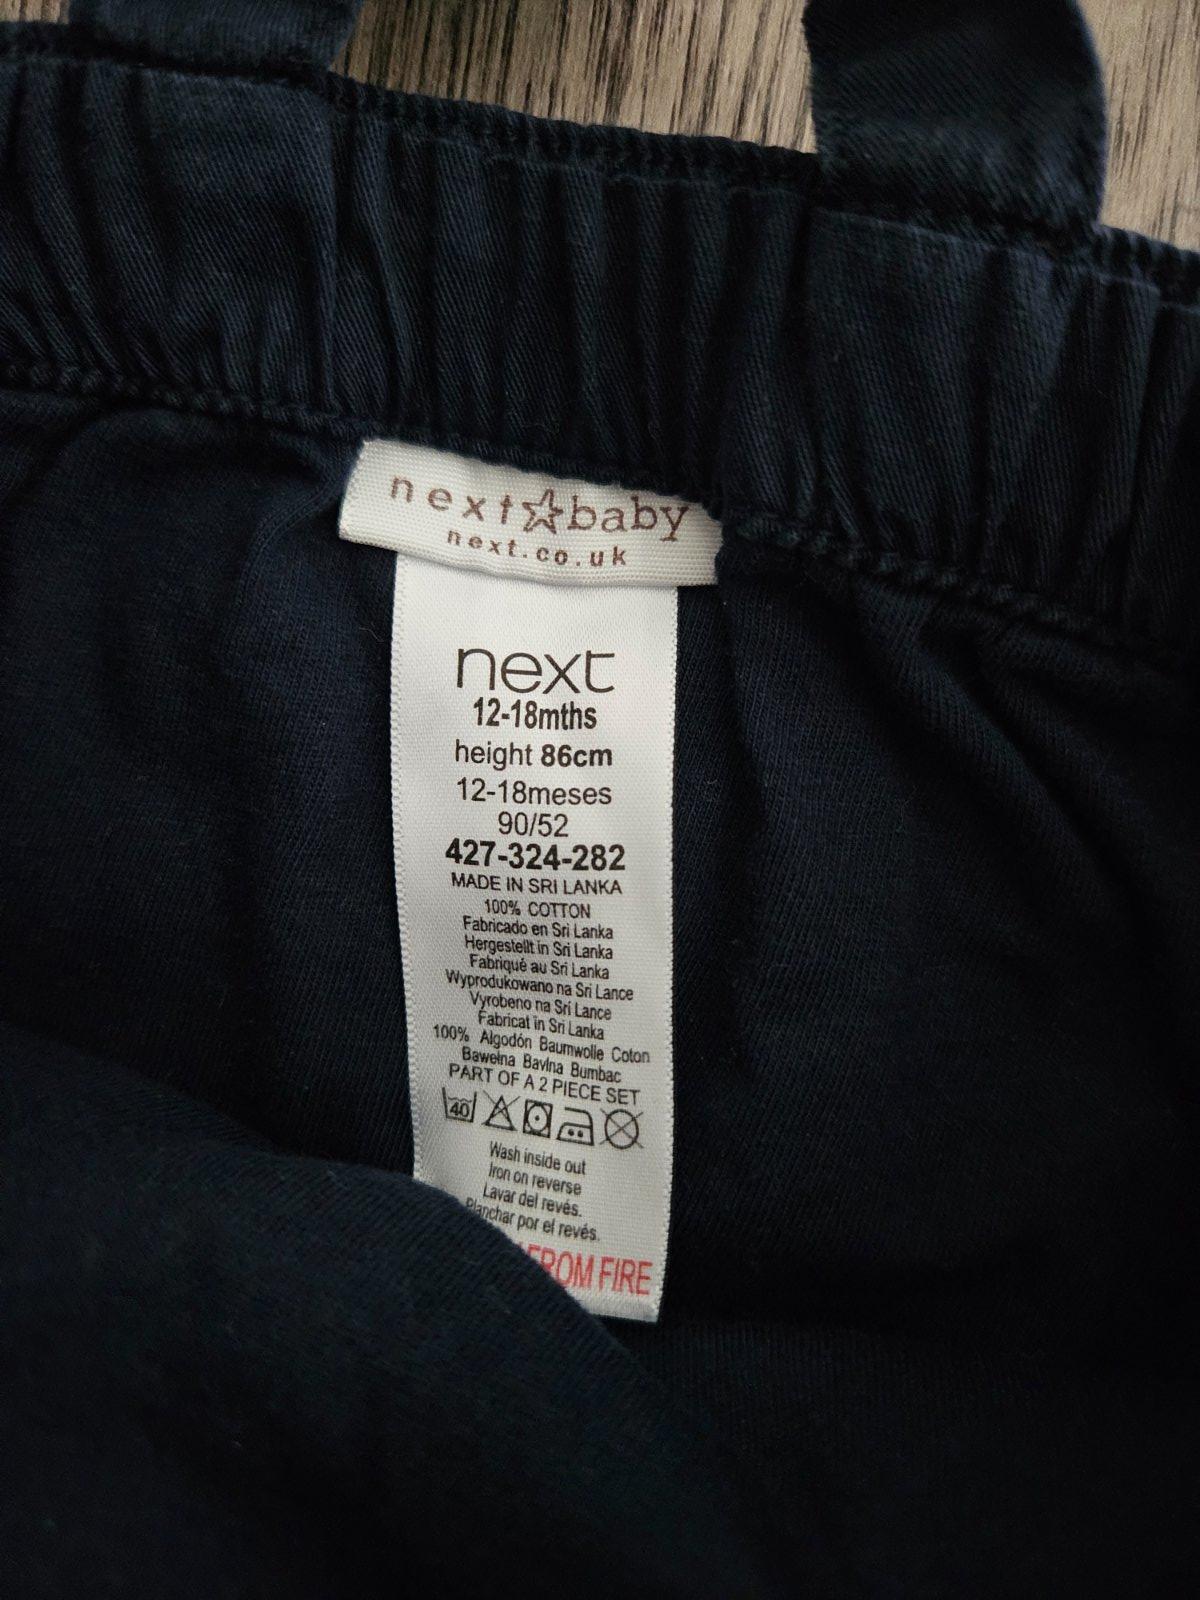 next☆baby
next.co.uk
next
12-18mths
height 86cm
12-18meses
90/52
427-324-282
MADE IN SRI LANKA
100% COTTON
Fabricado en Sri Lanka
Hergestellt in Sri Lanka
Fabriqué au Sri Lanka
Wyprodukowano na Sri Lance
Vyrobeno na Srí Lance
Fabricat în Sri Lanka
100% Algodón Baumwolle Coton
Bawełna Bavlna Bumbac
PART OF A 2 PIECE SET
40
Wash inside out
Iron on reverse
Lavar del revés.
Planchar por el revés.
FROM FIRE